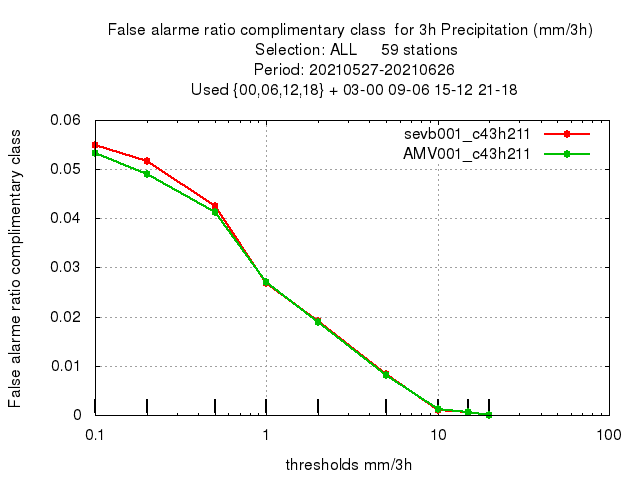 False alarme ratio complimentary class  for 3h Precipitation (mm/3h)
Selection: ALL     59 stations
Period: 20210527-20210626
Used {00,06,12,18} + 03-00 09-06 15-12 21-18
sevb001_c43h211
AMV001_c43h211
False alarme ratio complimentary class
0.06
0.05
0.04
0.03
0.02
0.01
0
0.1
1
10
100
thresholds mm/3h